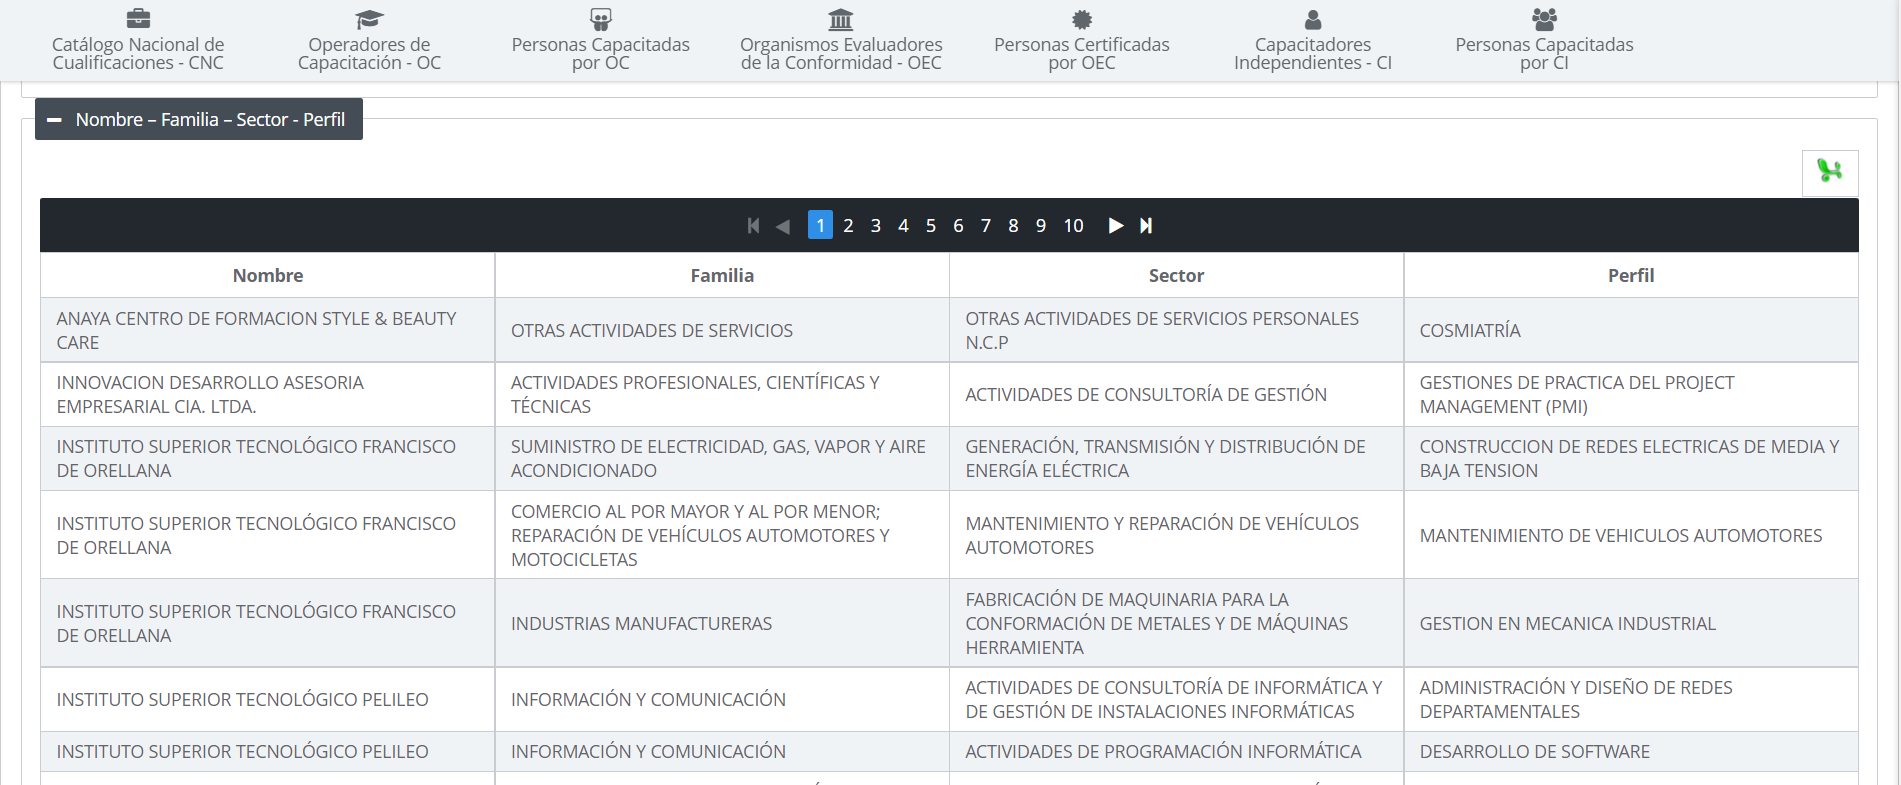 Catálogo Nacional de
Cualificaciones - CNC
Operadores de
Capacitación - OC
Personas Capacitadas
por OC
Organismos Evaluadores
de la Conformidad - OEC
Personas Certificadas
por OEC
Capacitadores
Independientes - CI
Personas Capacitadas
por CI
Nombre – Familia – Sector - Perfil
1 2 3 4 5 6 7 8 9 10
Nombre
Familia
Sector
Perfil
ANAYA CENTRO DE FORMACION STYLE & BEAUTY
CARE
OTRAS ACTIVIDADES DE SERVICIOS
OTRAS ACTIVIDADES DE SERVICIOS PERSONALES
N.C.P
COSMIATRÍA
INNOVACION DESARROLLO ASESORIA
EMPRESARIAL CIA. LTDA.
ACTIVIDADES PROFESIONALES, CIENTÍFICAS Y
TÉCNICAS
ACTIVIDADES DE CONSULTORÍA DE GESTIÓN
GESTIONES DE PRACTICA DEL PROJECT
MANAGEMENT (PMI)
INSTITUTO SUPERIOR TECNOLÓGICO FRANCISCO
DE ORELLANA
SUMINISTRO DE ELECTRICIDAD, GAS, VAPOR Y AIRE
ACONDICIONADO
GENERACIÓN, TRANSMISIÓN Y DISTRIBUCIÓN DE
ENERGÍA ELÉCTRICA
CONSTRUCCION DE REDES ELECTRICAS DE MEDIA Y
BAJA TENSION
INSTITUTO SUPERIOR TECNOLÓGICO FRANCISCO
DE ORELLANA
COMERCIO AL POR MAYOR Y AL POR MENOR;
REPARACIÓN DE VEHÍCULOS AUTOMOTORES Y
MOTOCICLETAS
MANTENIMIENTO Y REPARACIÓN DE VEHÍCULOS
AUTOMOTORES
MANTENIMIENTO DE VEHICULOS AUTOMOTORES
INSTITUTO SUPERIOR TECNOLÓGICO FRANCISCO
DE ORELLANA
INDUSTRIAS MANUFACTURERAS
FABRICACIÓN DE MAQUINARIA PARA LA
CONFORMACIÓN DE METALES Y DE MÁQUINAS
HERRAMIENTA
GESTION EN MECANICA INDUSTRIAL
INSTITUTO SUPERIOR TECNOLÓGICO PELILEO
INFORMACIÓN Y COMUNICACIÓN
ACTIVIDADES DE CONSULTORÍA DE INFORMÁTICA Y
DE GESTIÓN DE INSTALACIONES INFORMÁTICAS
ADMINISTRACIÓN Y DISEÑO DE REDES
DEPARTAMENTALES
INSTITUTO SUPERIOR TECNOLÓGICO PELILEO
INFORMACIÓN Y COMUNICACIÓN
ACTIVIDADES DE PROGRAMACIÓN INFORMÁTICA
DESARROLLO DE SOFTWARE